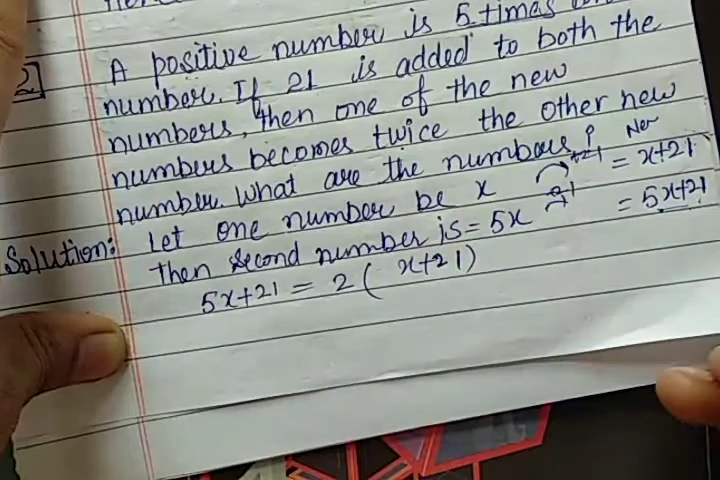 2]
A positive number is 5 times
number. If 21 is added to both the
numbers, then one of the new
numbers becomes twice the other new
number. What are the numbers?
Solution: Let one number be x +21 = x+21
Then second number is = 5x +21 = 5x+21
5x+21 = 2 ( x+21)